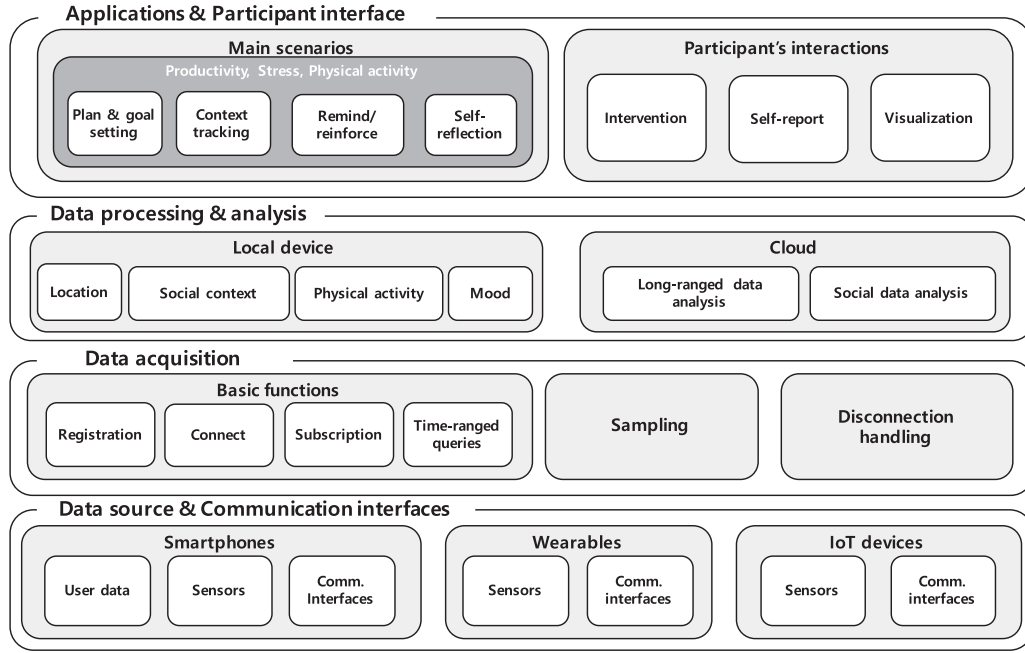 Applications & Participant interface
Main scenarios
Productivity, Stress, Physical activity
Plan & goal
setting
Context
tracking
Remind/
reinforce
Self-
reflection
Participant's interactions
Intervention
Self-report
Visualization
Data processing & analysis
Local device
Location
Social context
Physical activity
Mood
Cloud
Long-ranged data
analysis
Social data analysis
Data acquisition
Basic functions
Registration
Connect
Subscription
Time-ranged
queries
Sampling
Disconnection
handling
Data source & Communication interfaces
Smartphones
User data
Sensors
Comm.
Interfaces
Wearables
Sensors
Comm.
interfaces
IoT devices
Sensors
Comm.
interfaces